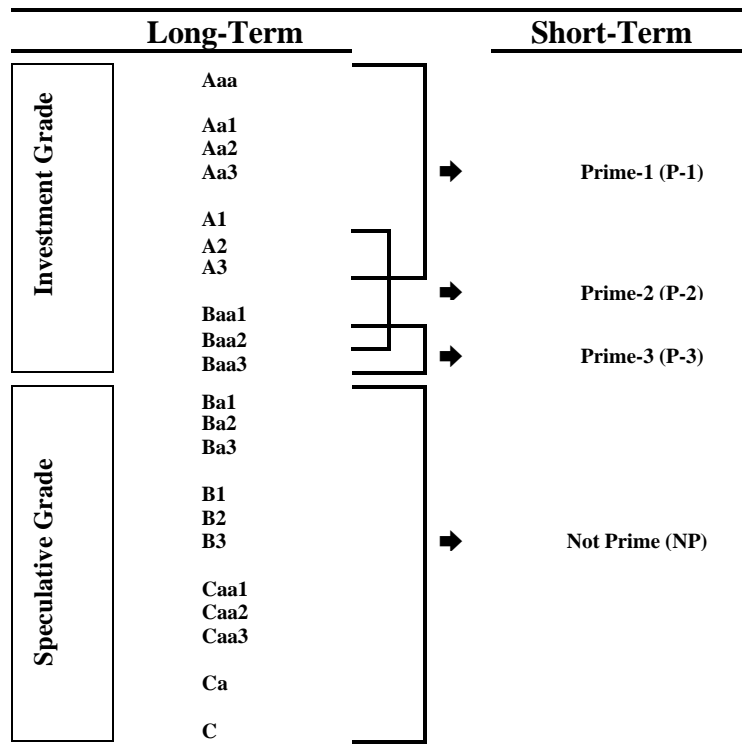 Long-Term Short-Term
Investment Grade
Aaa
Aa1
Aa2
Aa3
Prime-1 (P-1)
A1
A2
A3
Prime-2 (P-2)
Baa1
Baa2
Baa3
Prime-3 (P-3)
Speculative Grade
Ba1
Ba2
Ba3
B1
B2
B3
Not Prime (NP)
Caa1
Caa2
Caa3
Ca
C